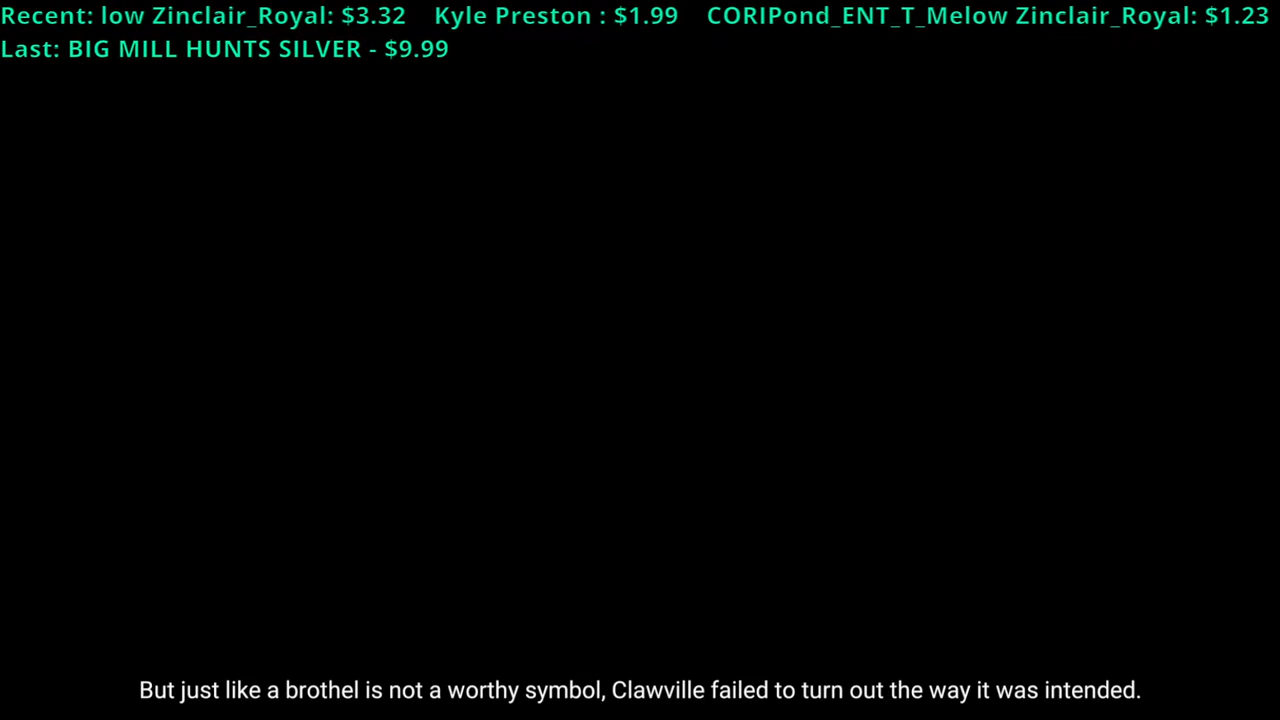 Recent: low Zinclair_Royal: $3.32 Kyle Preston : $1.99 CORIPond_ENT_T_Melow Zinclair_Royal: $1.23
Last: BIG MILL HUNTS SILVER - $9.99
But just like a brothel is not a worthy symbol, Clawville failed to turn out the way it was intended.